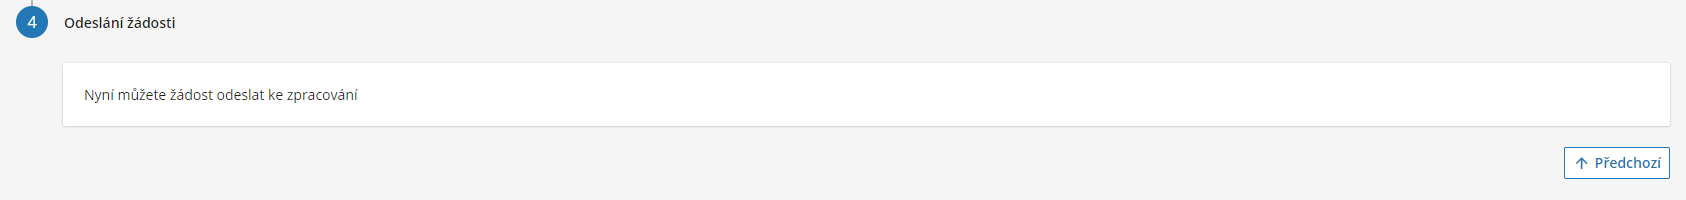 4 Odeslání žádosti
Nyní můžete žádost odeslat ke zpracování
Předchozí